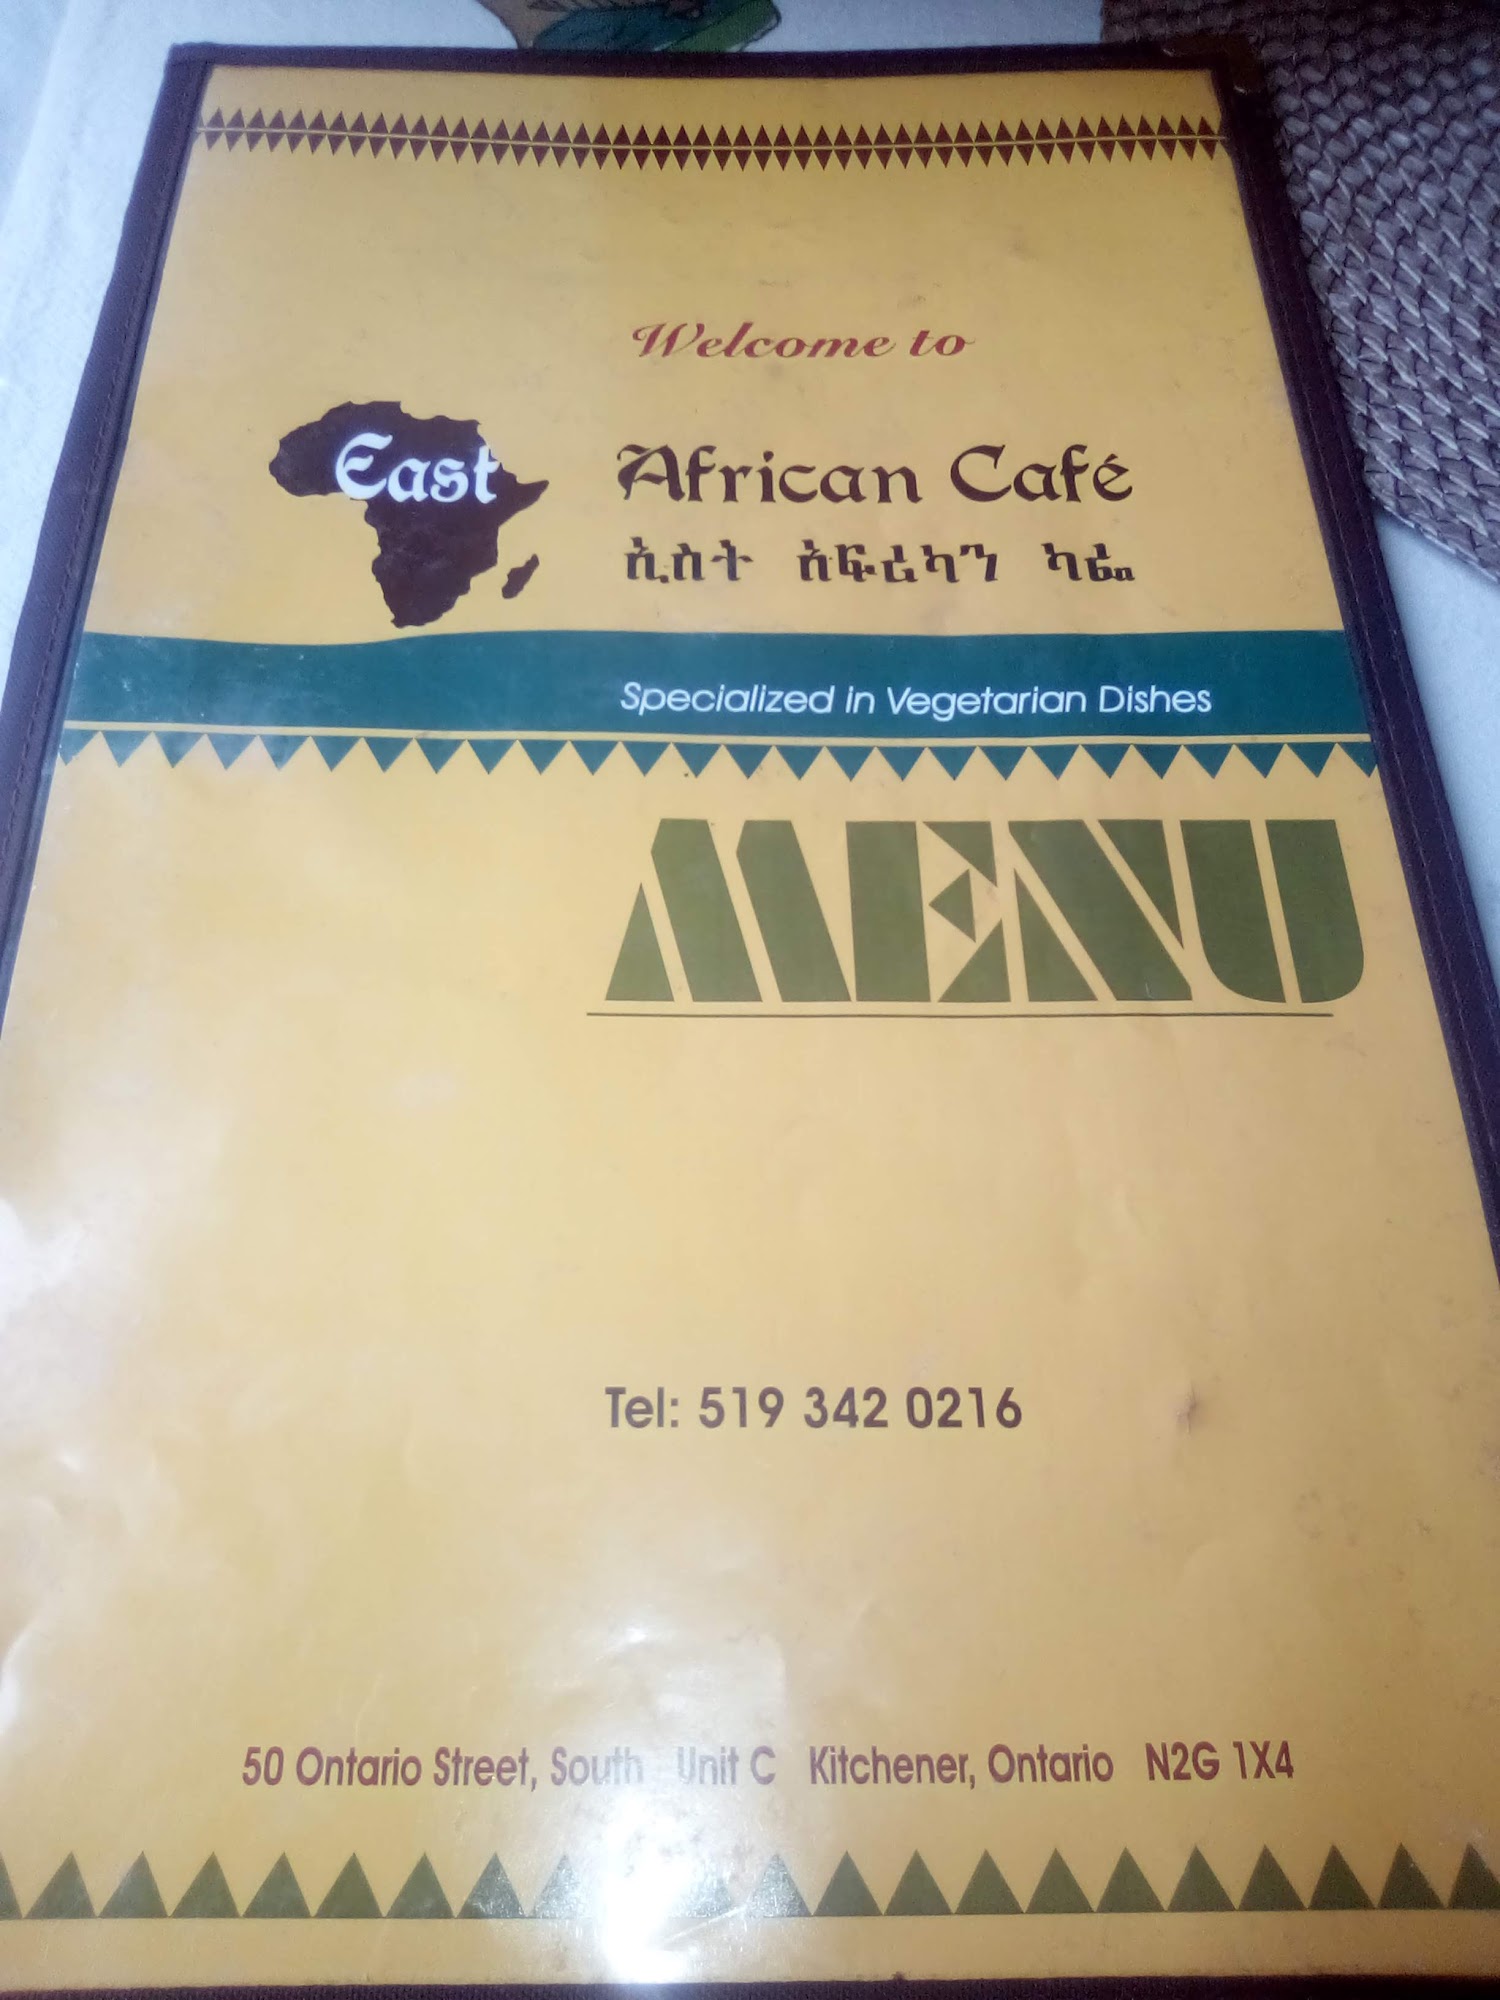 Welcome to
East African Café
ኢስት አፍሪካን ካፌ
Specialized in Vegetarian Dishes
MENU
Tel: 519 342 0216
50 Ontario Street, South Unit C Kitchener, Ontario N2G 1X4